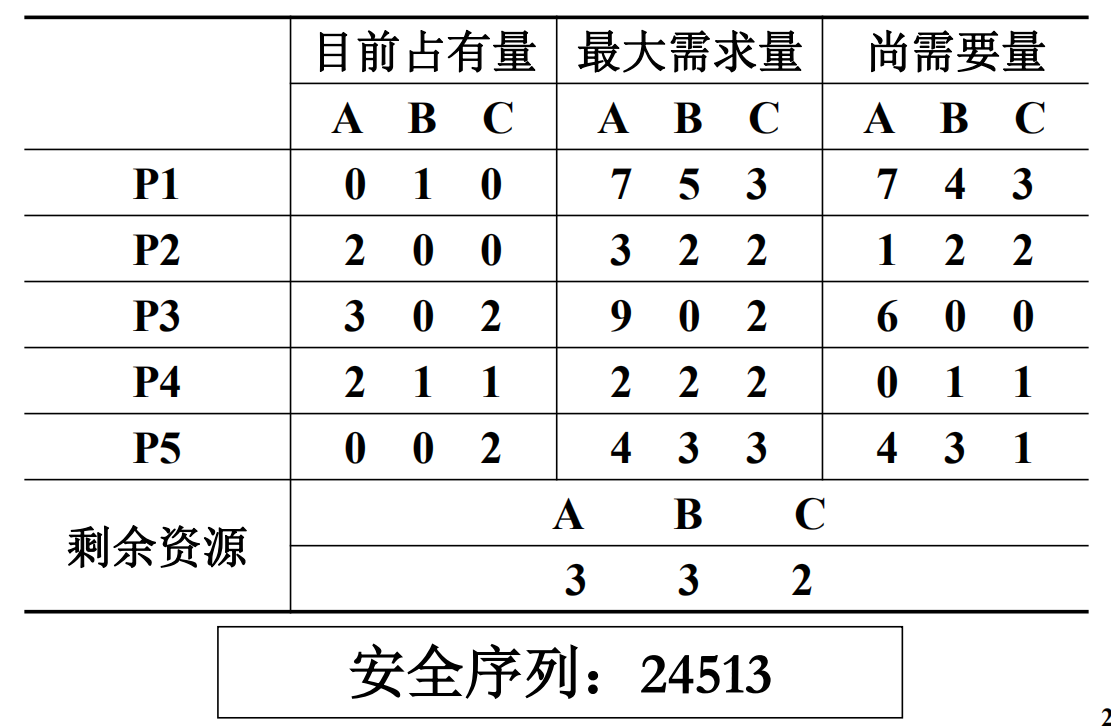 目前占有量 最大需求量 尚需要量
A B C A B C A B C
P1 0 1 0 7 5 3 7 4 3
P2 2 0 0 3 2 2 1 2 2
P3 3 0 2 9 0 2 6 0 0
P4 2 1 1 2 2 2 0 1 1
P5 0 0 2 4 3 3 4 3 1
剩余资源
A B C
3 3 2
安全序列：24513
2